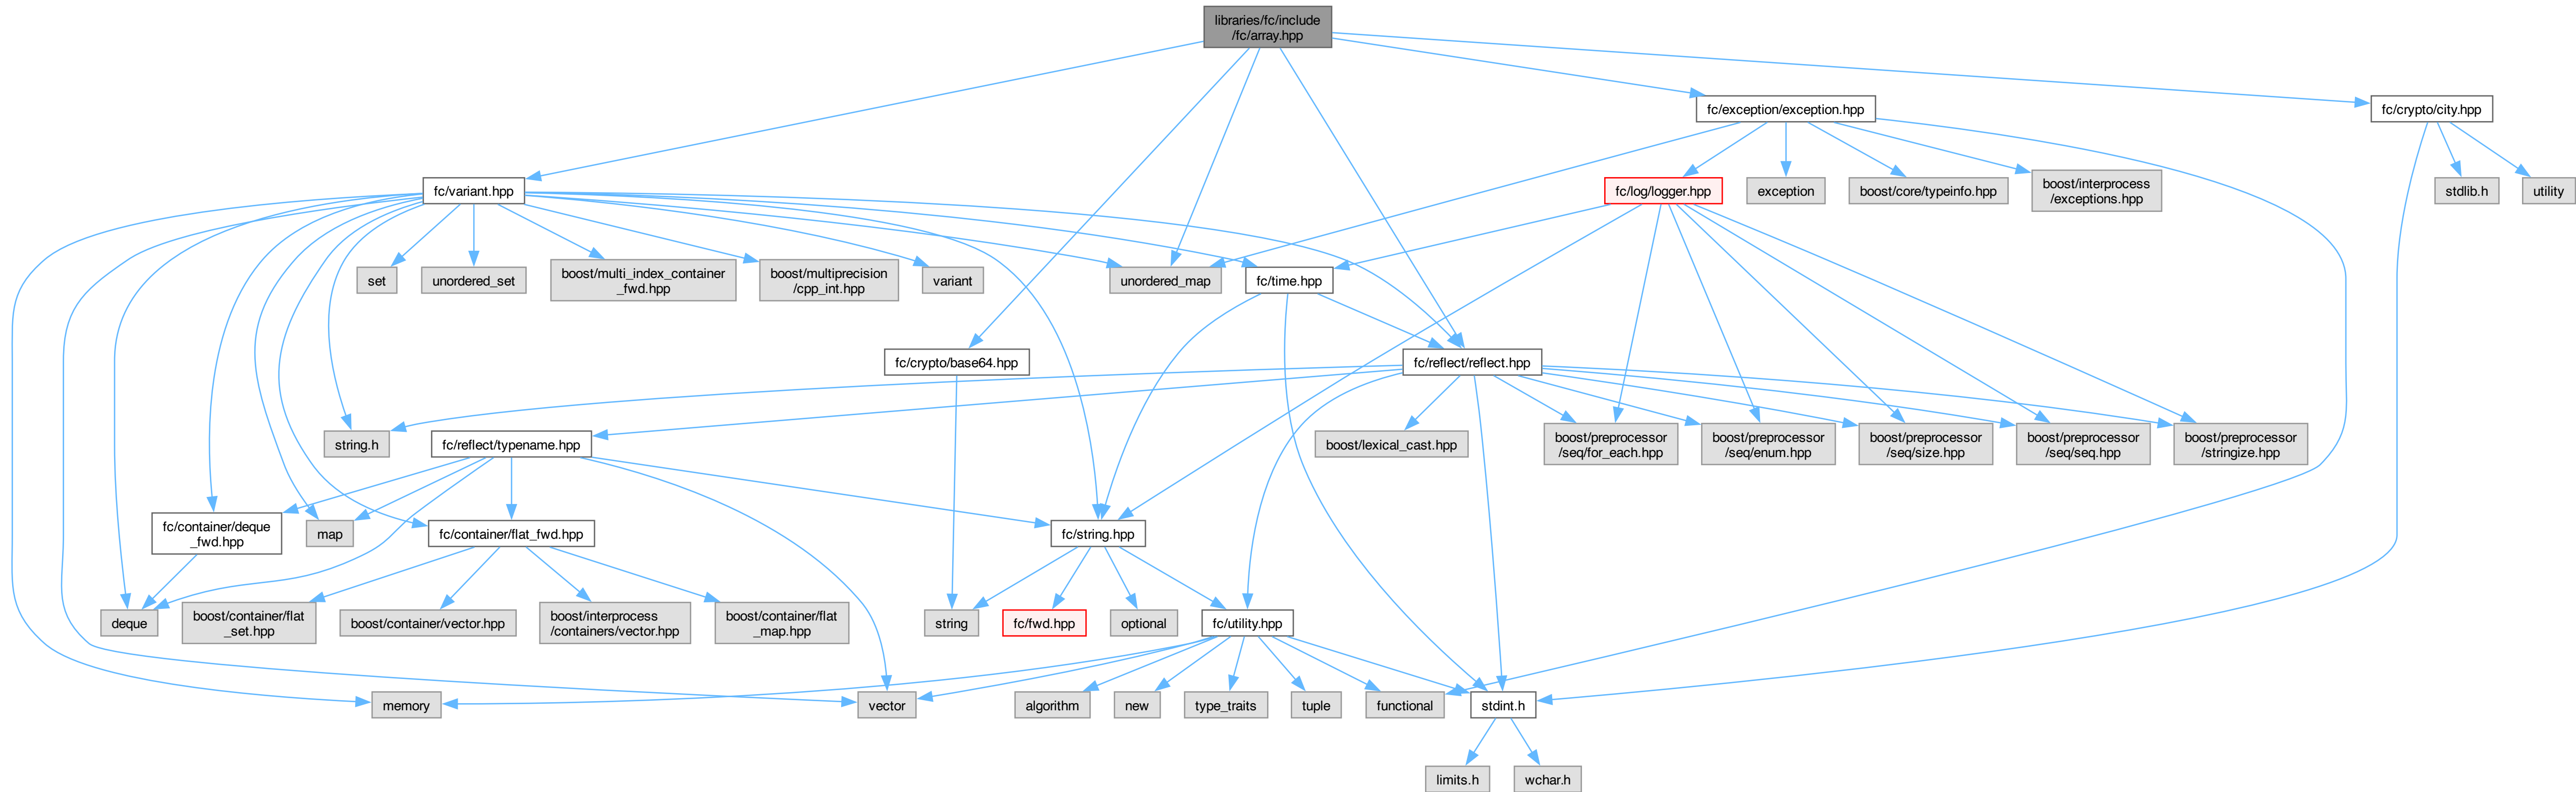 libraries/fc/include
/fc/array.hpp
fc/exception/exception.hpp
fc/crypto/city.hpp
fc/variant.hpp
fc/log/logger.hpp
exception
boost/core/typeinfo.hpp
boost/interprocess
/exceptions.hpp
stdlib.h
utility
set
unordered_set
boost/multi_index_container
_fwd.hpp
boost/multiprecision
/cpp_int.hpp
variant
unordered_map
fc/time.hpp
fc/crypto/base64.hpp
fc/reflect/reflect.hpp
string.h
fc/reflect/typename.hpp
boost/lexical_cast.hpp
boost/preprocessor
/seq/for_each.hpp
boost/preprocessor
/seq/enum.hpp
boost/preprocessor
/seq/size.hpp
boost/preprocessor
/seq/seq.hpp
boost/preprocessor
/stringize.hpp
fc/container/deque
_fwd.hpp
map
fc/container/flat_fwd.hpp
fc/string.hpp
deque
boost/container/flat
_set.hpp
boost/container/vector.hpp
boost/interprocess
/containers/vector.hpp
boost/container/flat
_map.hpp
string
fc/fwd.hpp
optional
fc/utility.hpp
memory
vector
algorithm
new
type_traits
tuple
functional
stdint.h
limits.h
wchar.h